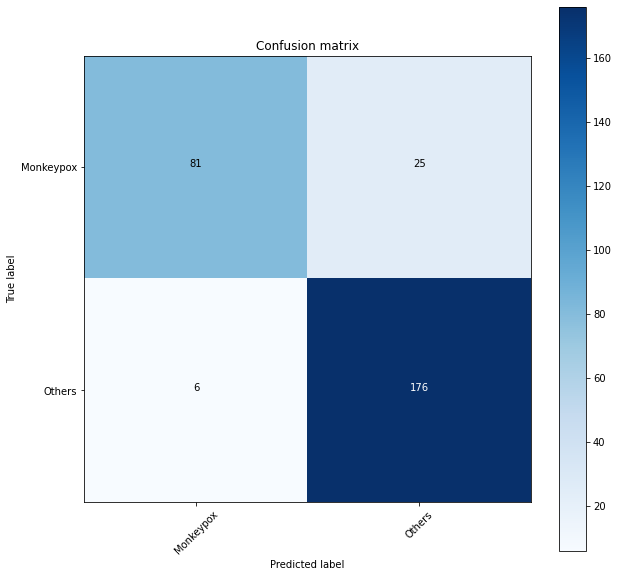 Confusion matrix
True label
Monkeypox
81
25
Others
6
176
Monkeypox
Others
Predicted label
160
140
120
100
80
60
40
20